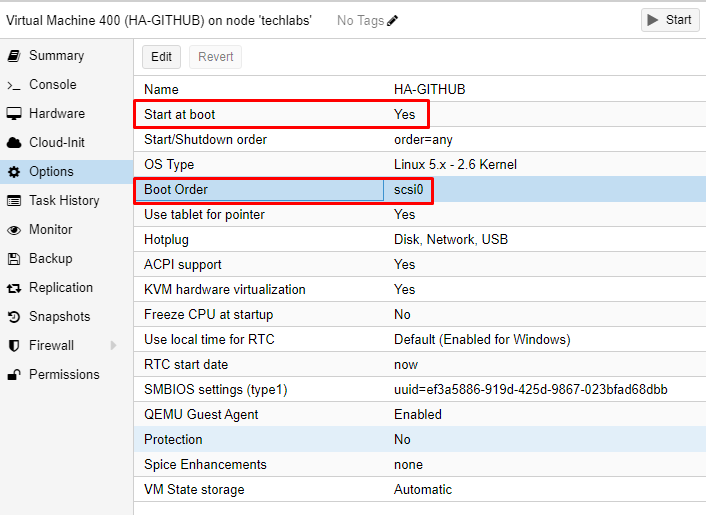 Virtual Machine 400 (HA-GITHUB) on node 'techlabs' No Tags Start
Summary
Console
Hardware
Cloud-Init
Options
Task History
Monitor
Backup
Replication
Snapshots
Firewall
Permissions
Edit Revert
Name HA-GITHUB
Start at boot Yes
Start/Shutdown order order=any
OS Type Linux 5.x - 2.6 Kernel
Boot Order scsi0
Use tablet for pointer Yes
Hotplug Disk, Network, USB
ACPI support Yes
KVM hardware virtualization Yes
Freeze CPU at startup No
Use local time for RTC Default (Enabled for Windows)
RTC start date now
SMBIOS settings (type1) uuid=ef3a5886-919d-425d-9867-023bfad68dbb
QEMU Guest Agent Enabled
Protection No
Spice Enhancements none
VM State storage Automatic